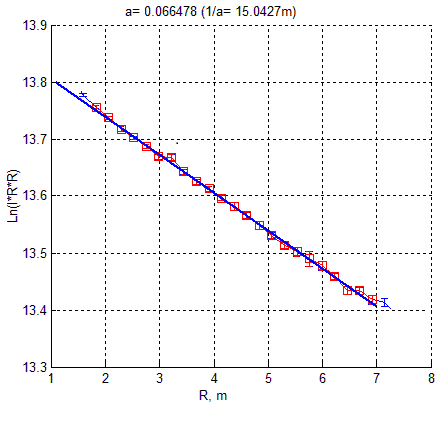 a= 0.066478 (1/a= 15.0427m)
13.9
13.8
13.7
13.6
13.5
13.4
13.3
Ln(I*R*R)
1 2 3 4 5 6 7 8
R, m